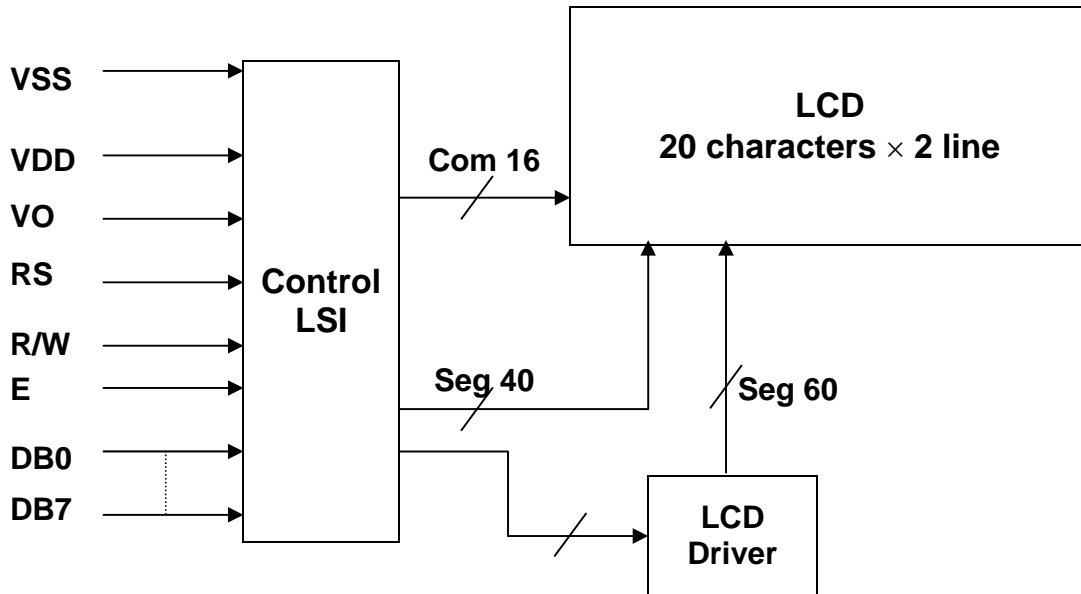 VSS
VDD
VO
RS
R/W
E
DB0
DB7
Control
LSI
Com 16
Seg 40
LCD
20 characters × 2 line
Seg 60
LCD
Driver